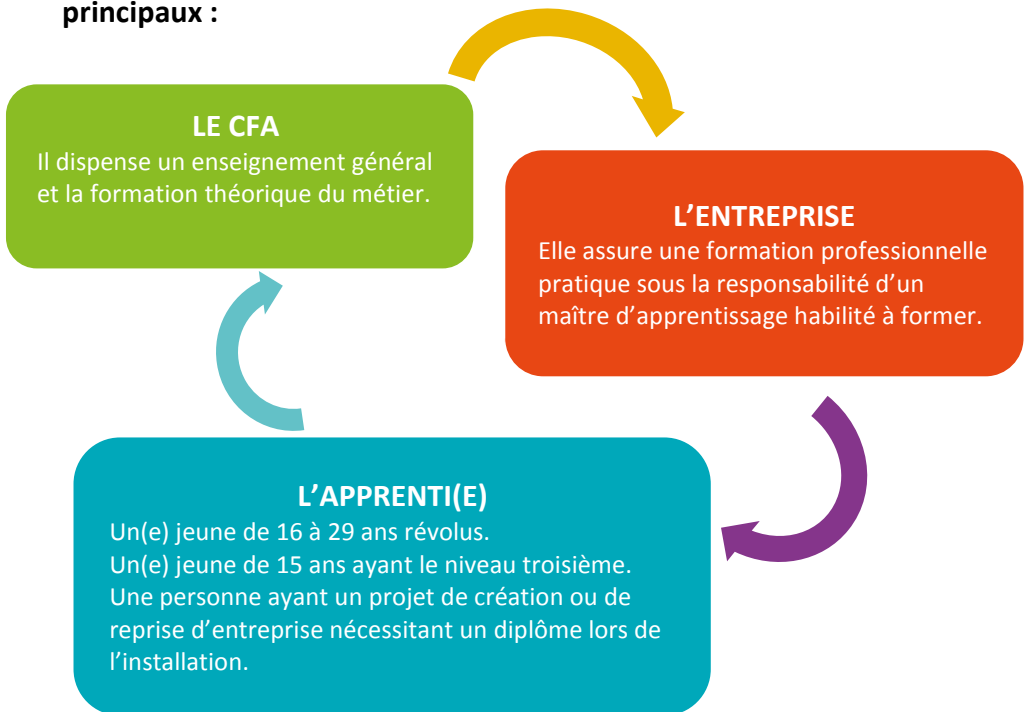 principaux :
LE CFA
Il dispense un enseignement général
et la formation théorique du métier.
L’ENTREPRISE
Elle assure une formation professionnelle
pratique sous la responsabilité d’un
maître d’apprentissage habilité à former.
L’APPRENTI(E)
Un(e) jeune de 16 à 29 ans révolus.
Un(e) jeune de 15 ans ayant le niveau troisième.
Une personne ayant un projet de création ou de
reprise d’entreprise nécessitant un diplôme lors de
l’installation.